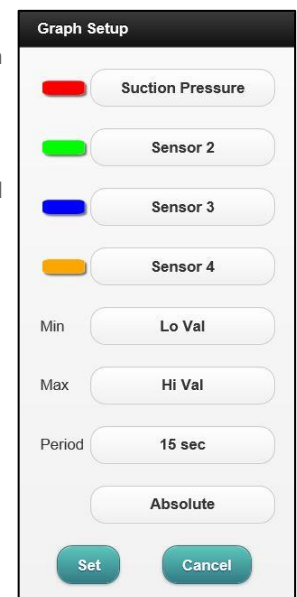 Graph Setup
Suction Pressure
Sensor 2
Sensor 3
Sensor 4
Min Lo Val
Max Hi Val
Period 15 sec
Absolute
Set Cancel